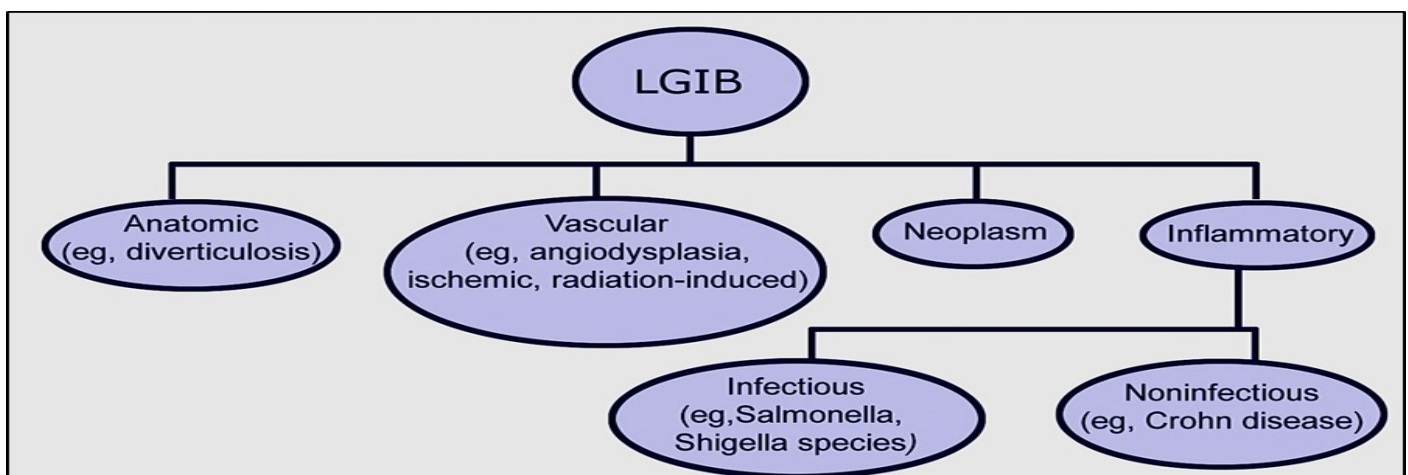 LGIB
Anatomic
(eg, diverticulosis)
Vascular
(eg, angiodysplasia,
ischemic, radiation-induced)
Neoplasm
Inflammatory
Infectious
(eg,Salmonella,
Shigella species)
Noninfectious
(eg, Crohn disease)